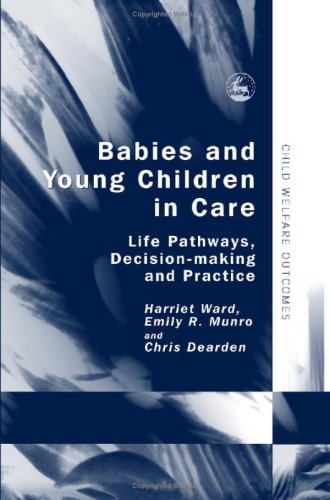 Babies and
Young Children
in Care
Life Pathways,
Decision-making
and Practice
Harriet Ward,
Emily R. Munro
and
Chris Dearden
CHILD WELFARE OUTCOMES